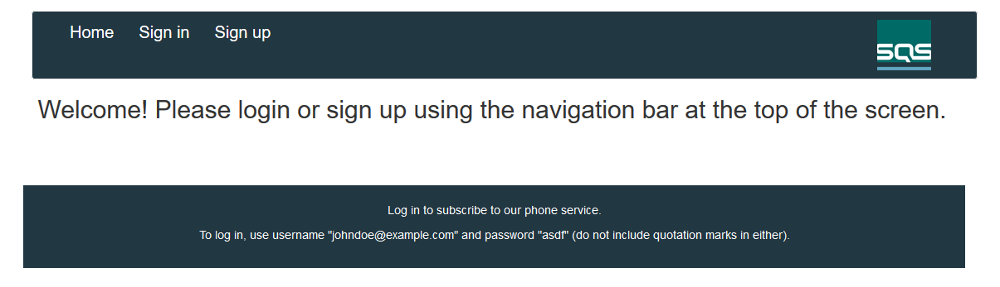 Home Sign in Sign up
SQS
Welcome! Please login or sign up using the navigation bar at the top of the screen.
Log in to subscribe to our phone service.
To log in, use username "johndoe@example.com" and password "asdf" (do not include quotation marks in either).